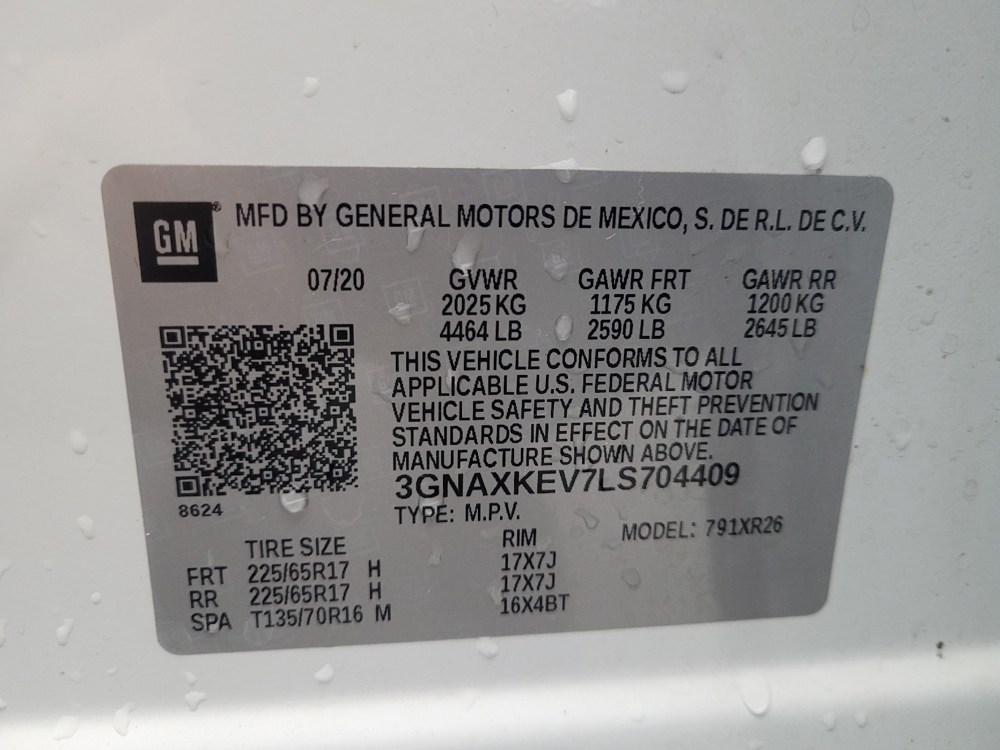 GM® MFD BY GENERAL MOTORS DE MEXICO, S. DE R.L. DE C.V.
07/20 GVWR GAWR FRT GAWR RR
2025 KG 1175 KG 1200 KG
4464 LB 2590 LB 2645 LB
THIS VEHICLE CONFORMS TO ALL
APPLICABLE U.S. FEDERAL MOTOR
VEHICLE SAFETY AND THEFT PREVENTION
STANDARDS IN EFFECT ON THE DATE OF
MANUFACTURE SHOWN ABOVE.
3GNAXKEV7LS704409
8624
TYPE: M.P.V. MODEL: 791XR26
TIRE SIZE RIM
FRT 225/65R17 H 17X7J
RR 225/65R17 H 17X7J
SPA T135/70R16 M 16X4BT